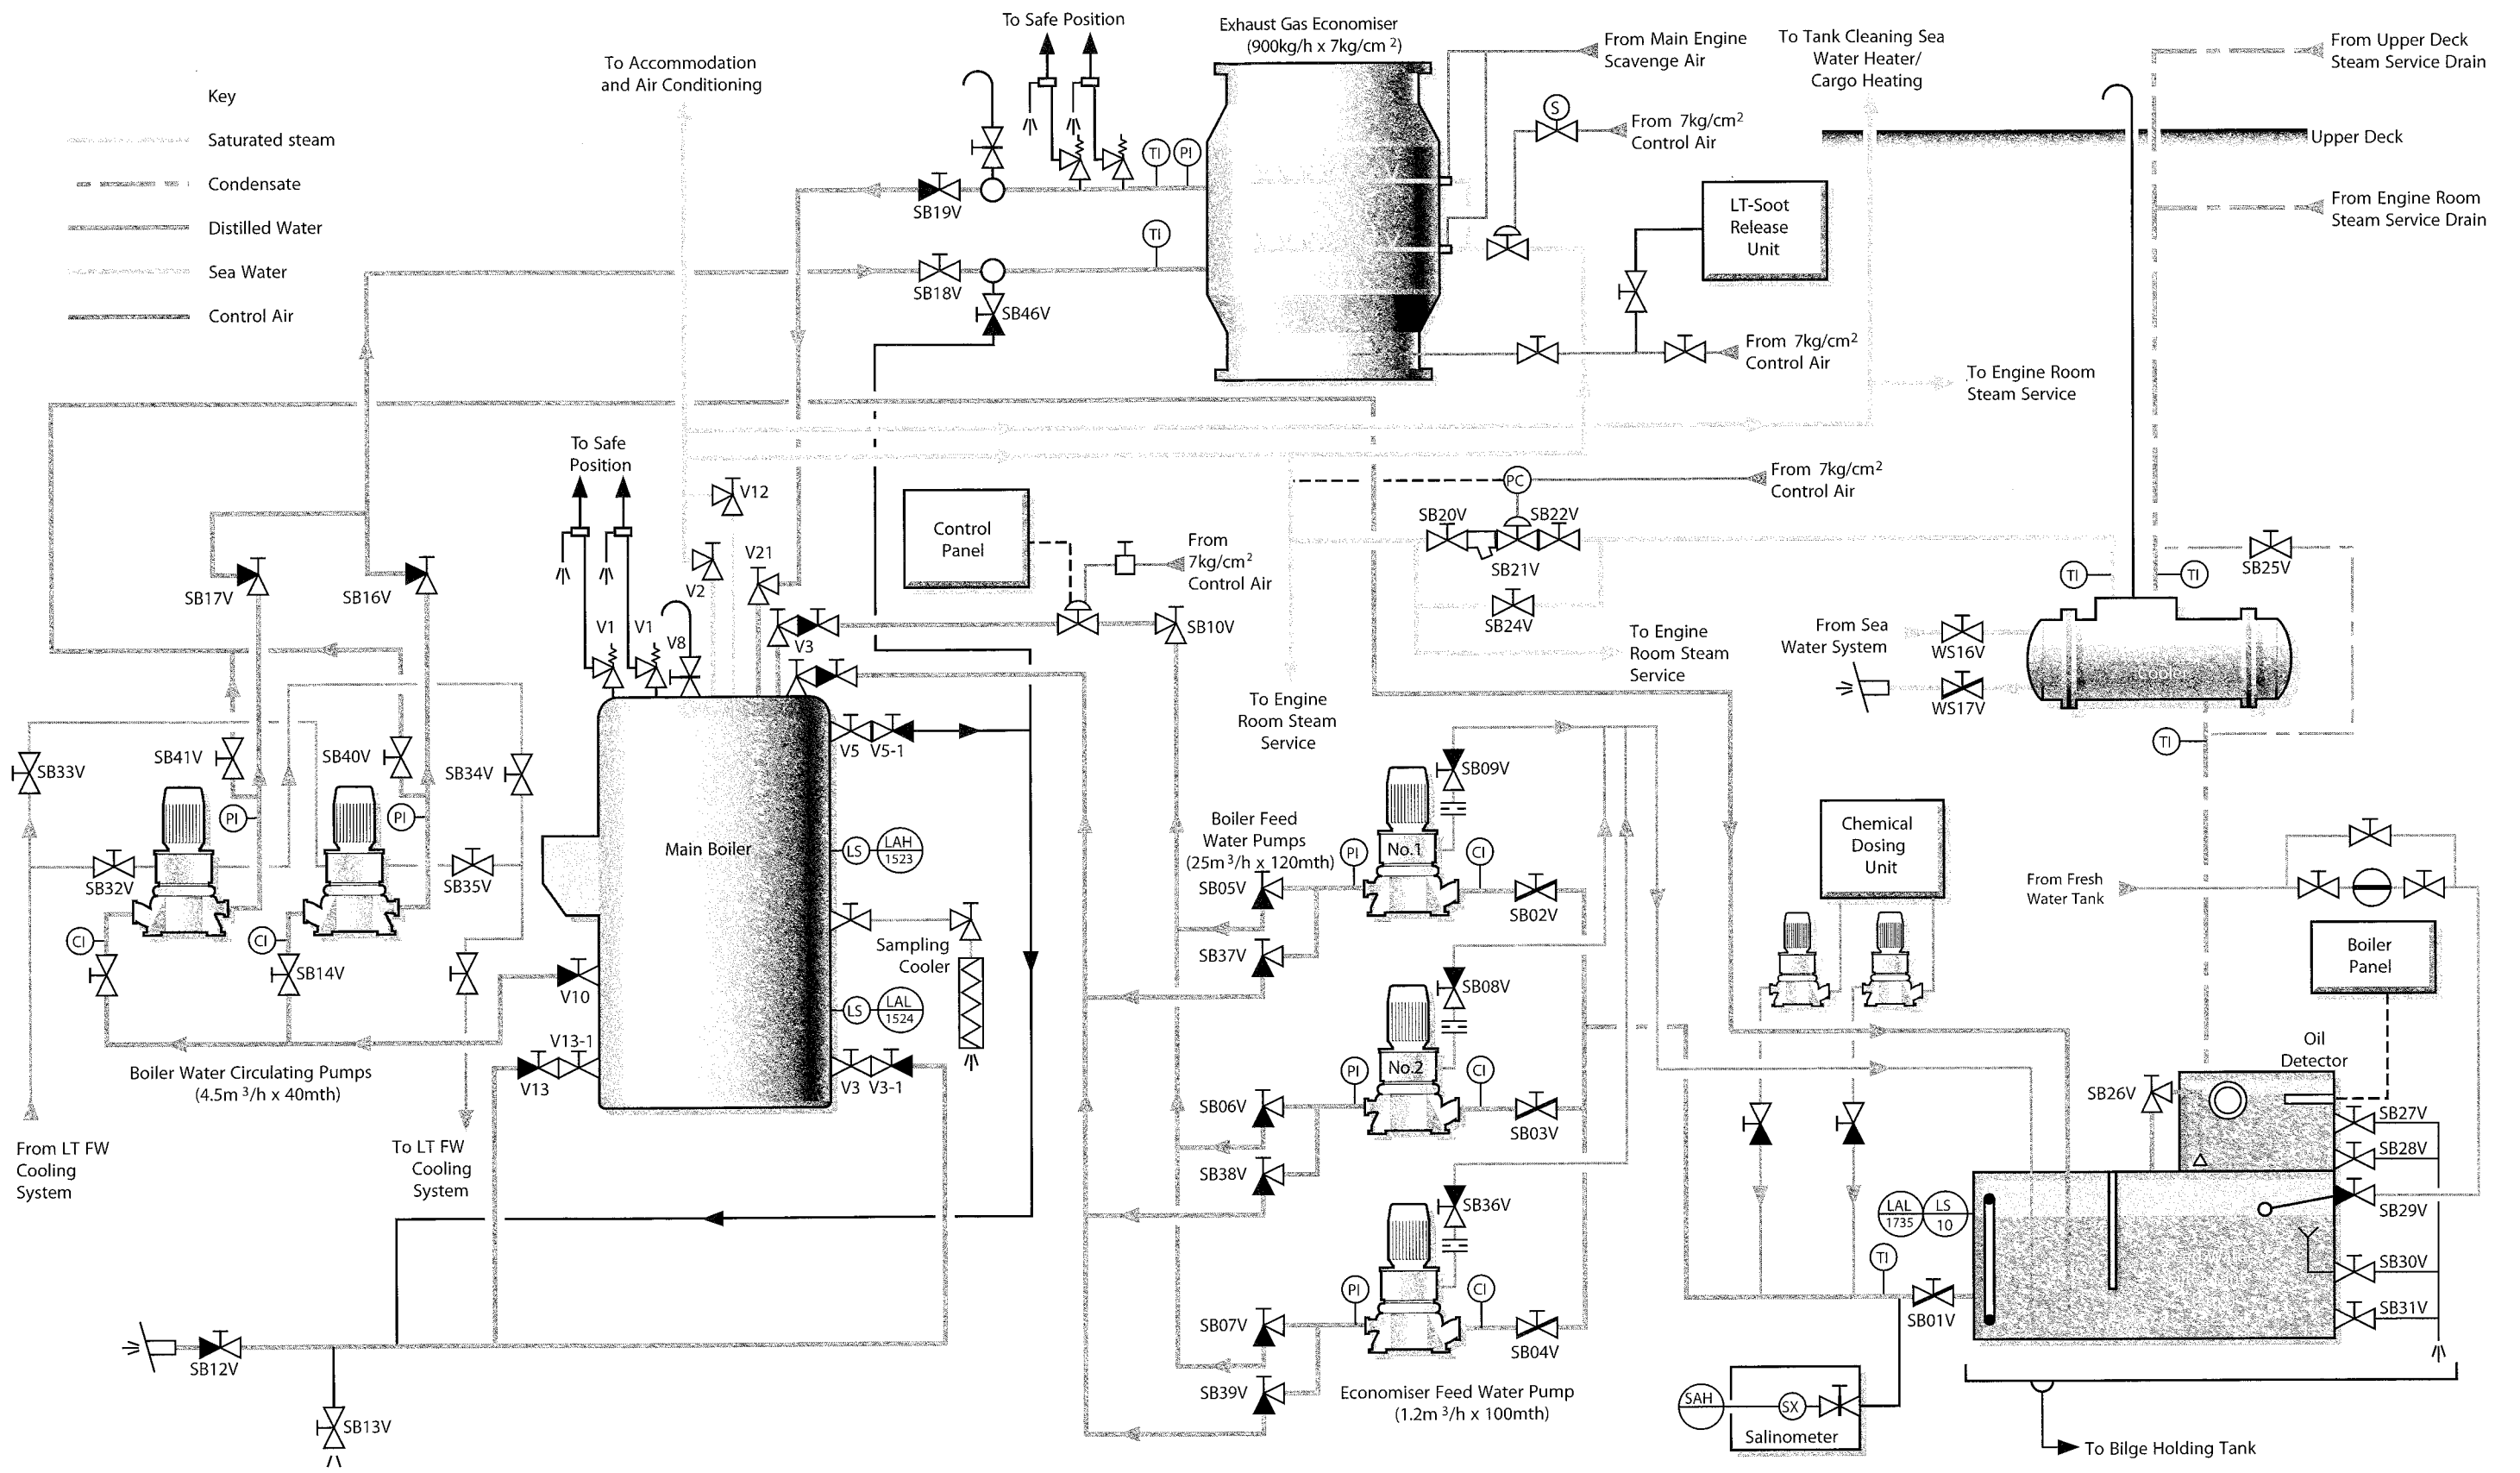 To Safe Position
Exhaust Gas Economiser
(900kg/h x 7kg/cm 2)
From Main Engine
Scavenge Air
To Tank Cleaning Sea
Water Heater/
Cargo Heating
From Upper Deck
Steam Service Drain
To Accommodation
and Air Conditioning
Key
Saturated steam
Condensate
Distilled Water
Sea Water
Control Air
S
From 7kg/cm2
Control Air
Upper Deck
TI
PI
SB19V
LT-Soot
Release
Unit
From Engine Room
Steam Service Drain
TI
SB18V
SB46V
From 7kg/cm2
Control Air
To Engine Room
Steam Service
To Safe
Position
V12
PC
From 7kg/cm2
Control Air
Control
Panel
SB20V
SB22V
SB21V
From
7kg/cm2
Control Air
V21
V2
SB17V
SB16V
SB25V
TI
TI
SB24V
V1
V1
V8
V3
SB10V
To Engine
Room Steam
Service
From Sea
Water System
WS16V
WS17V
Cooler
To Engine
Room Steam
Service
TI
V5
V5-1
SB33V
SB41V
SB40V
SB34V
SB09V
PI
PI
Boiler Feed
Water Pumps
(25m3/h x 120mth)
PI
No.1
CI
Chemical
Dosing
Unit
Main Boiler
LS
LAH
1523
SB32V
SB35V
SB05V
SB02V
From Fresh
Water Tank
CI
CI
SB14V
Sampling
Cooler
SB37V
Boiler
Panel
V10
LS
LAL
1524
SB08V
Oil
Detector
V13-1
V13
V3
V3-1
PI
No.2
CI
Boiler Water Circulating Pumps
(4.5m 3/h x 40mth)
SB06V
SB03V
SB26V
SB27V
From LT FW
Cooling
System
To LT FW
Cooling
System
SB38V
SB28V
SB36V
LAL
1735
LS
10
SB29V
TI
SB30V
PI
CI
SB01V
SB31V
SB07V
SB04V
SB12V
SB39V
Economiser Feed Water Pump
(1.2m 3/h x 100mth)
SB13V
SAH
SX
Salinometer
To Bilge Holding Tank